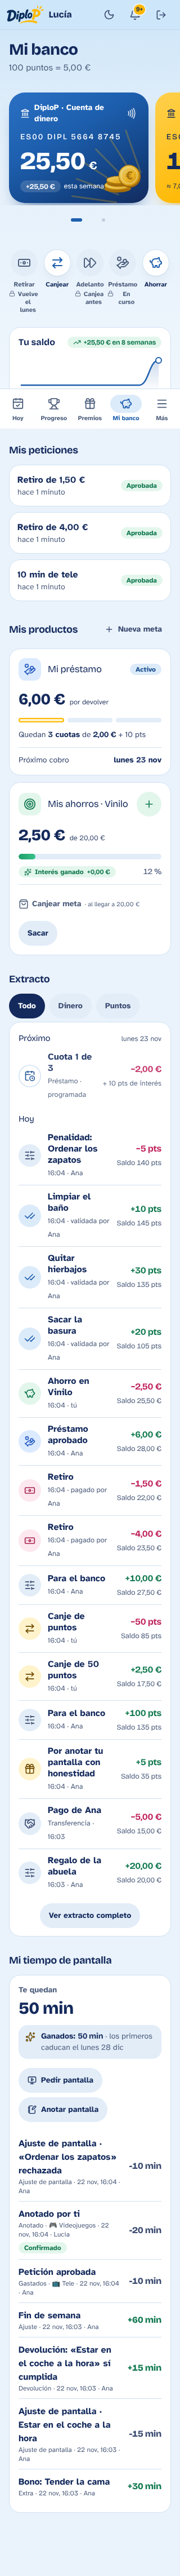 DiploP Lucía 9+
Mi banco
100 puntos = 5,00 €
DiploP · Cuenta de
dinero
ES00 DIPL 5664 8745
25,50 €
+25,50 € esta semana
Retirar
Vuelve
el
lunes
Canjear
Adelanto
Canjea
antes
Préstamo
En
curso
Ahorrar
Tu saldo
+25,50 € en 8 semanas
Hoy
Progreso
Premios
Mi banco
Más
Mis peticiones
Retiro de 1,50 €
hace 1 minuto
Aprobada
Retiro de 4,00 €
hace 1 minuto
Aprobada
10 min de tele
hace 1 minuto
Aprobada
Mis productos
Nueva meta
Mi préstamo
Activo
6,00 € por devolver
Quedan 3 cuotas de 2,00 € + 10 pts
Próximo cobro
lunes 23 nov
Mis ahorros · Vinilo
2,50 € de 20,00 €
Interés ganado +0,00 €
12 %
Canjear meta · al llegar a 20,00 €
Sacar
Extracto
Todo
Dinero
Puntos
Próximo
lunes 23 nov
Cuota 1 de
3
Préstamo ·
programada
−2,00 €
+ 10 pts de interés
Hoy
Penalidad:
Ordenar los
zapatos
16:04 · Ana
−5 pts
Saldo 140 pts
Limpiar el
baño
16:04 · validada por
Ana
+10 pts
Saldo 145 pts
Quitar
hierbajos
16:04 · validada por
Ana
+30 pts
Saldo 135 pts
Sacar la
basura
16:04 · validada por
Ana
+20 pts
Saldo 105 pts
Ahorro en
Vinilo
16:04 · tú
−2,50 €
Saldo 25,50 €
Préstamo
aprobado
16:04 · Ana
+6,00 €
Saldo 28,00 €
Retiro
16:04 · pagado por
Ana
−1,50 €
Saldo 22,00 €
Retiro
16:04 · pagado por
Ana
−4,00 €
Saldo 23,50 €
Para el banco
16:04 · Ana
+10,00 €
Saldo 27,50 €
Canje de
puntos
16:04 · tú
−50 pts
Saldo 85 pts
Canje de 50
puntos
16:04 · tú
+2,50 €
Saldo 17,50 €
Para el banco
16:04 · Ana
+100 pts
Saldo 135 pts
Por anotar tu
pantalla con
honestidad
16:04 · Ana
+5 pts
Saldo 35 pts
Pago de Ana
Transferencia ·
16:03
−5,00 €
Saldo 15,00 €
Regalo de la
abuela
16:03 · Ana
+20,00 €
Saldo 20,00 €
Ver extracto completo
Mi tiempo de pantalla
Te quedan
50 min
Ganados: 50 min · los primeros
caducan el lunes 28 dic
Pedir pantalla
Anotar pantalla
Ajuste de pantalla ·
«Ordenar los zapatos»
rechazada
Ajuste de pantalla · 22 nov, 16:04 ·
Ana
-10 min
Anotado por ti
Anotado · 🎮 Videojuegos · 22
nov, 16:04 · Lucía
Confirmado
-20 min
Petición aprobada
Gastados · 📺 Tele · 22 nov, 16:04
· Ana
-10 min
Fin de semana
Ajuste · 22 nov, 16:03 · Ana
+60 min
Devolución: «Estar en
el coche a la hora» sí
cumplida
Devolución · 22 nov, 16:03 · Ana
+15 min
Ajuste de pantalla ·
Estar en el coche a la
hora
Ajuste de pantalla · 22 nov, 16:03 ·
Ana
-15 min
Bono: Tender la cama
Extra · 22 nov, 16:03 · Ana
+30 min